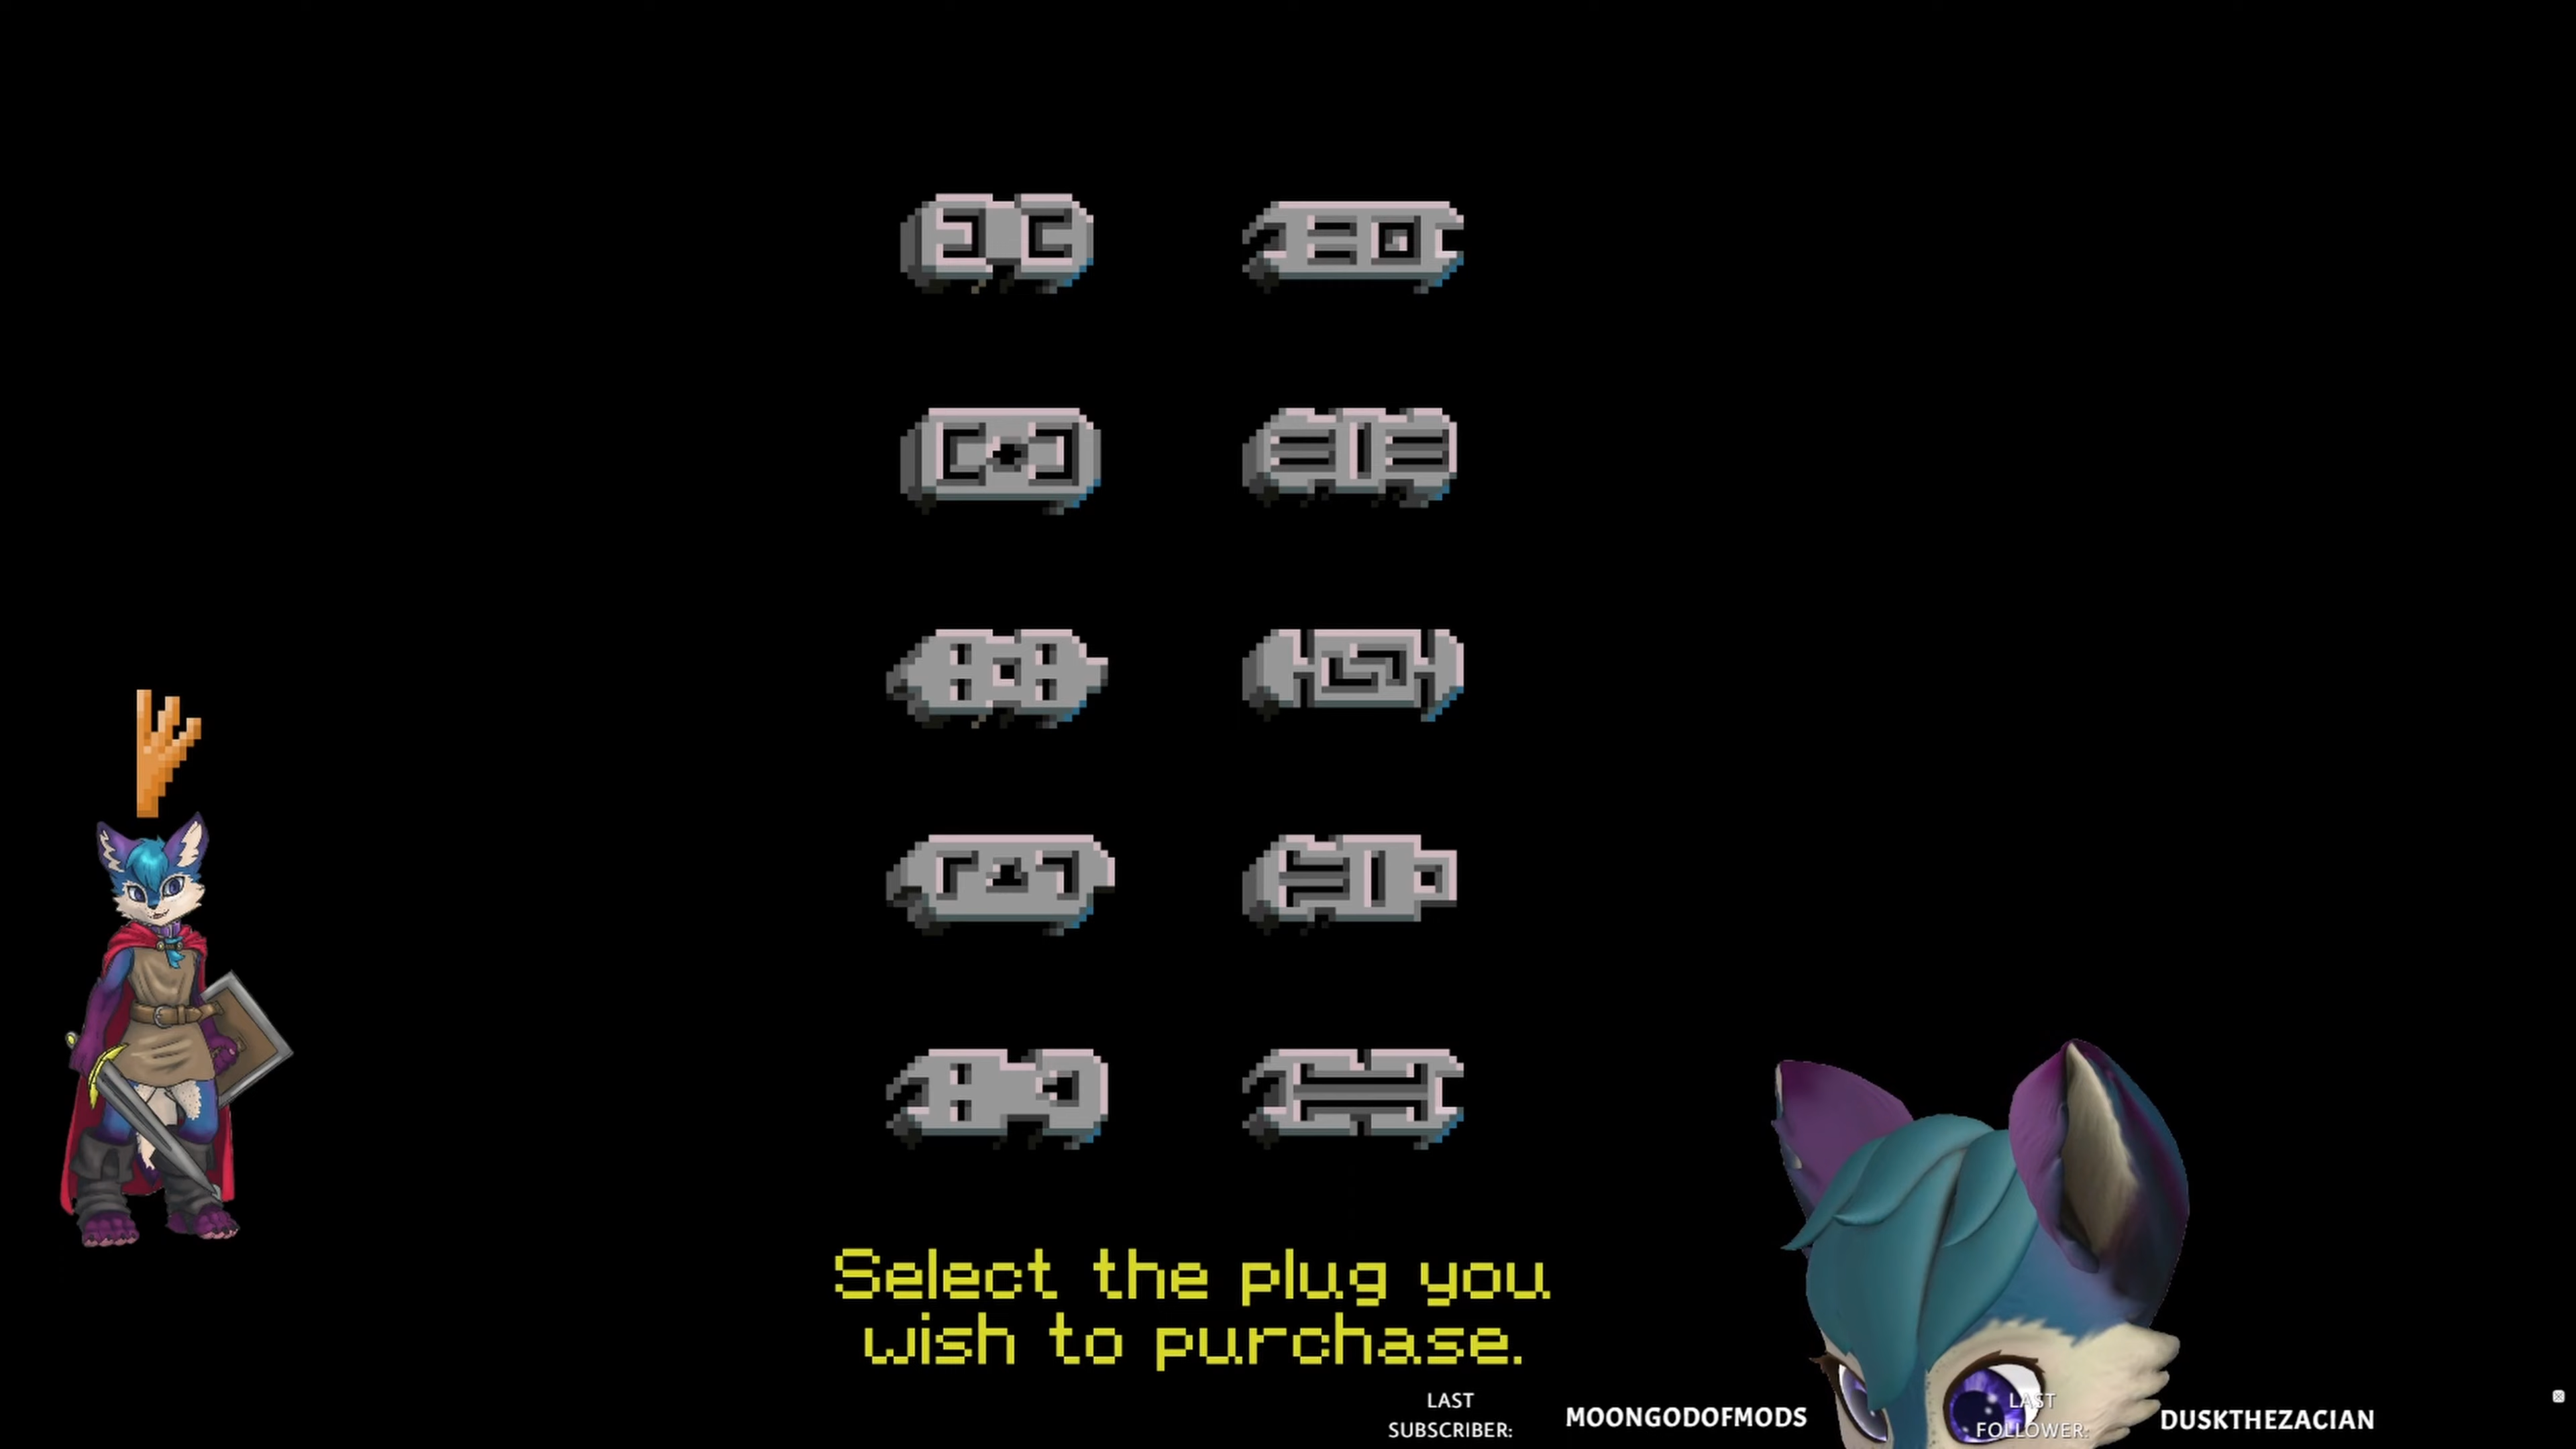 Select the plug you
wish to purchase.
LAST
SUBSCRIBER:
MOONGODOFMODS
LAST
FOLLOWER:
DUSKTHEZACIAN